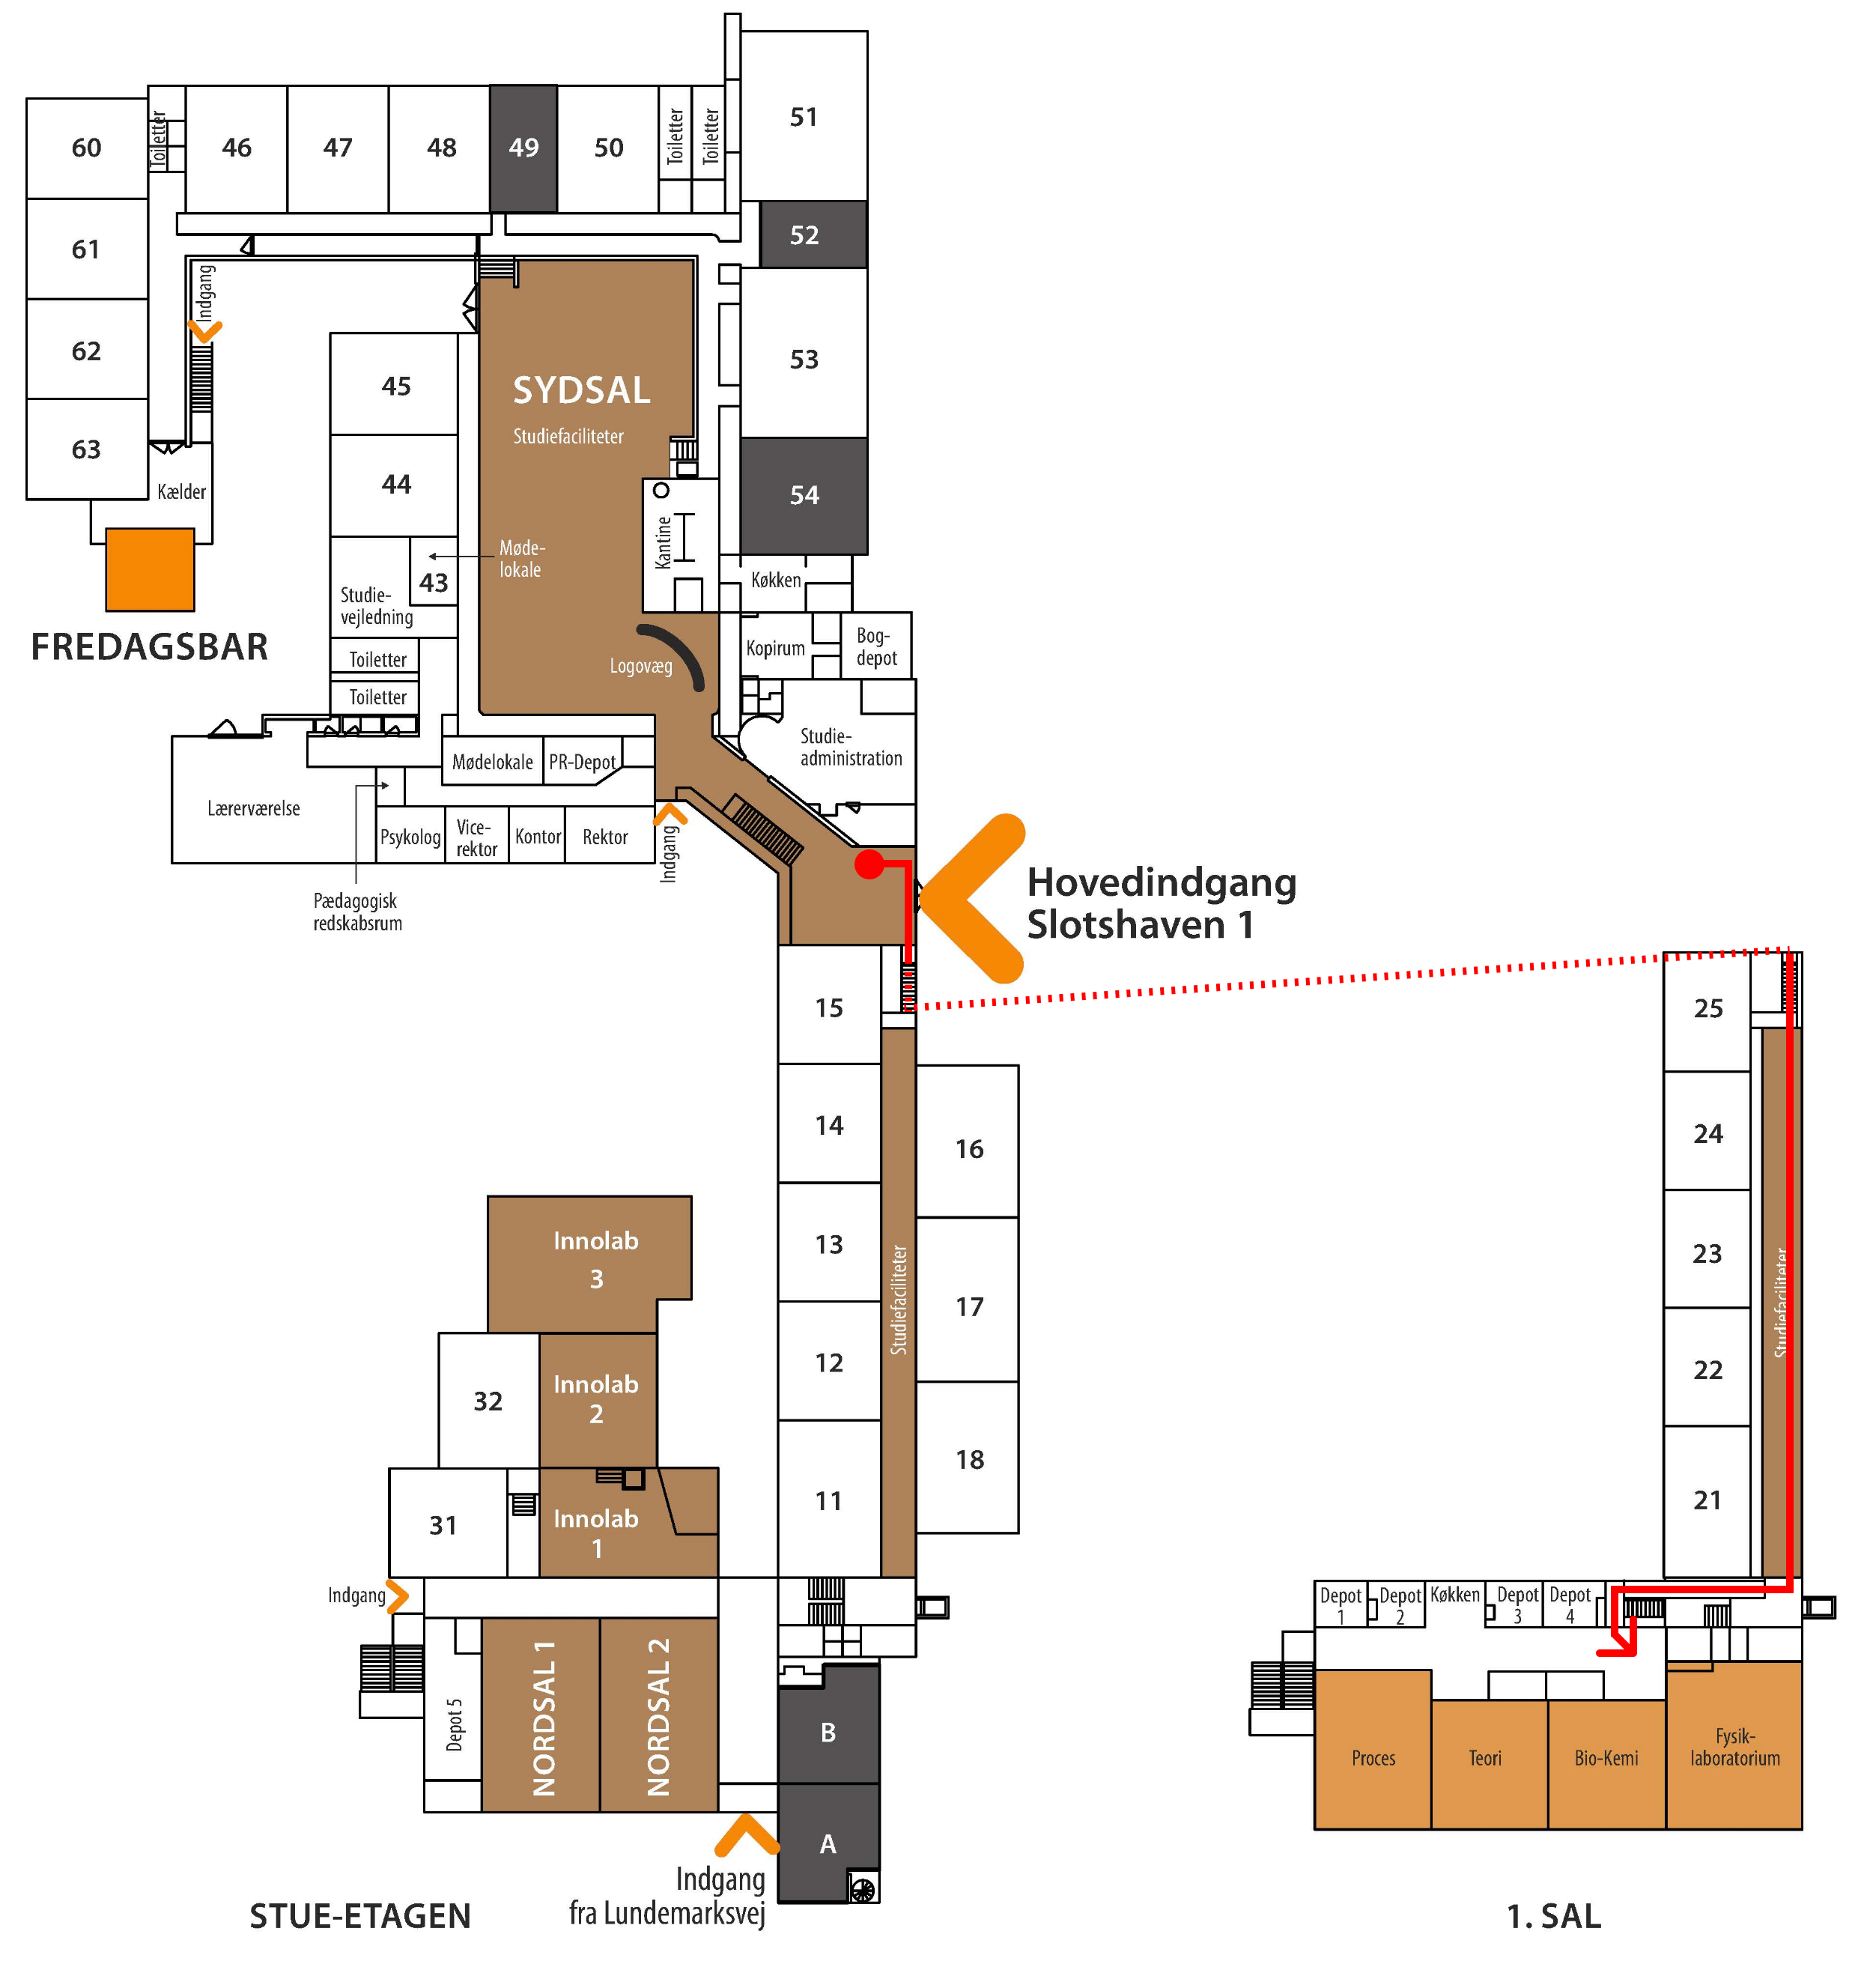 60
Toiletter
46
47
48
49
50
Toiletter
Toiletter
51
61
52
Indgang
62
45
SYDSAL
Studiefaciliteter
53
63
Kælder
44
Kantine
54
Møde-
lokale
43
Studie-
vejledning
Køkken
FREDAGSBAR
Toiletter
Toiletter
Logovæg
Kopirum
Bog-
depot
Mødelokale
PR-Depot
Studie-
administration
Lærerværelse
Psykolog
Vice-
rektor
Kontor
Rektor
Indgang
Pædagogisk
redskabsrum
Hovedindgang
Slotshaven 1
15
14
13
12
11
Studiefaciliteter
16
17
18
Innolab
3
32
Innolab
2
31
Innolab
1
Indgang
Depot 5
NORDSAL 1
NORDSAL 2
B
A
Indgang
fra Lundemarksvej
STUE-ETAGEN
25
24
23
22
21
Studiefaciliteter
Depot
1
Depot
2
Køkken
Depot
3
Depot
4
Proces
Teori
Bio-Kemi
Fysik-
laboratorium
1. SAL